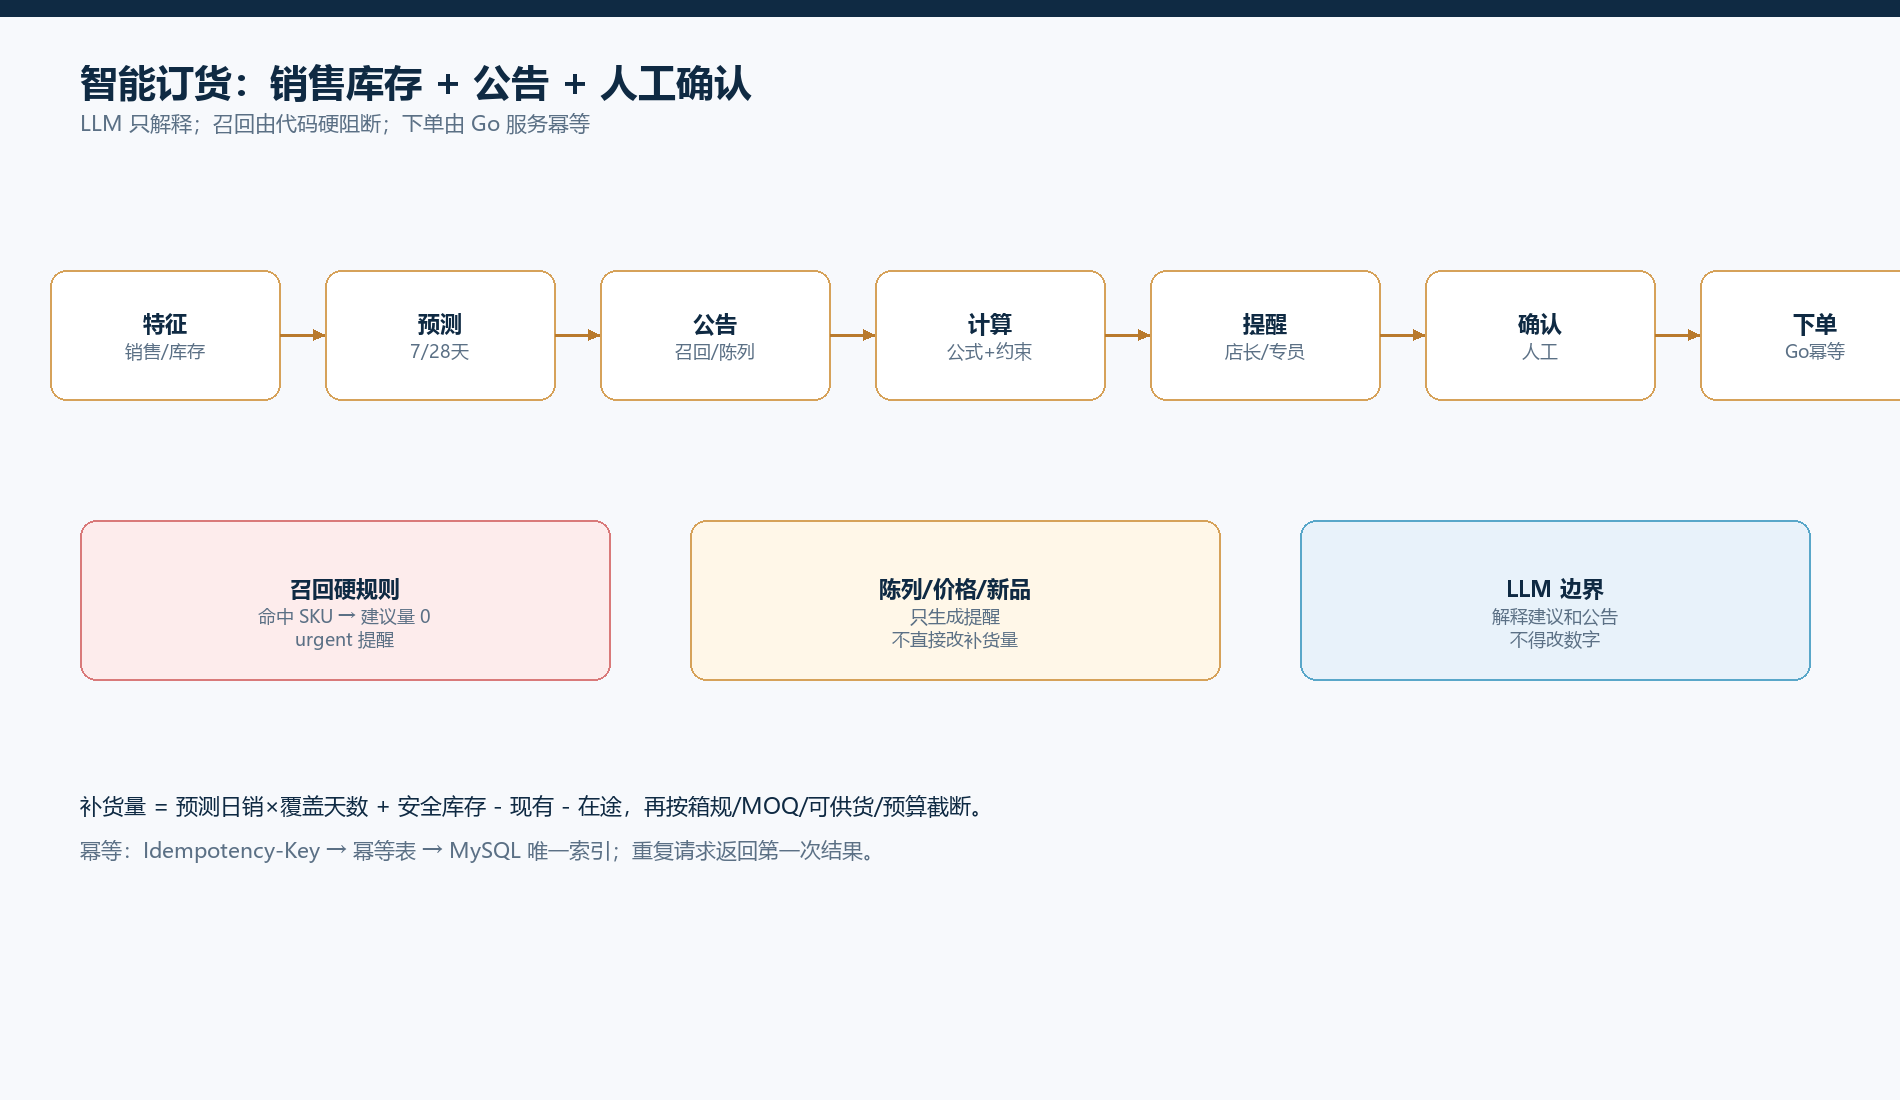 智能订货：销售库存 + 公告 + 人工确认
LLM 只解释；召回由代码硬阻断；下单由 Go 服务幂等
特征
销售/库存
预测
7/28天
公告
召回/陈列
计算
公式+约束
提醒
店长/专员
确认
人工
下单
Go幂等
召回硬规则
命中 SKU → 建议量 0
urgent 提醒
陈列/价格/新品
只生成提醒
不直接改补货量
LLM 边界
解释建议和公告
不得改数字
补货量 = 预测日销×覆盖天数 + 安全库存 - 现有 - 在途，再按箱规/MOQ/可供货/预算截断。
幂等：Idempotency-Key → 幂等表 → MySQL 唯一索引；重复请求返回第一次结果。